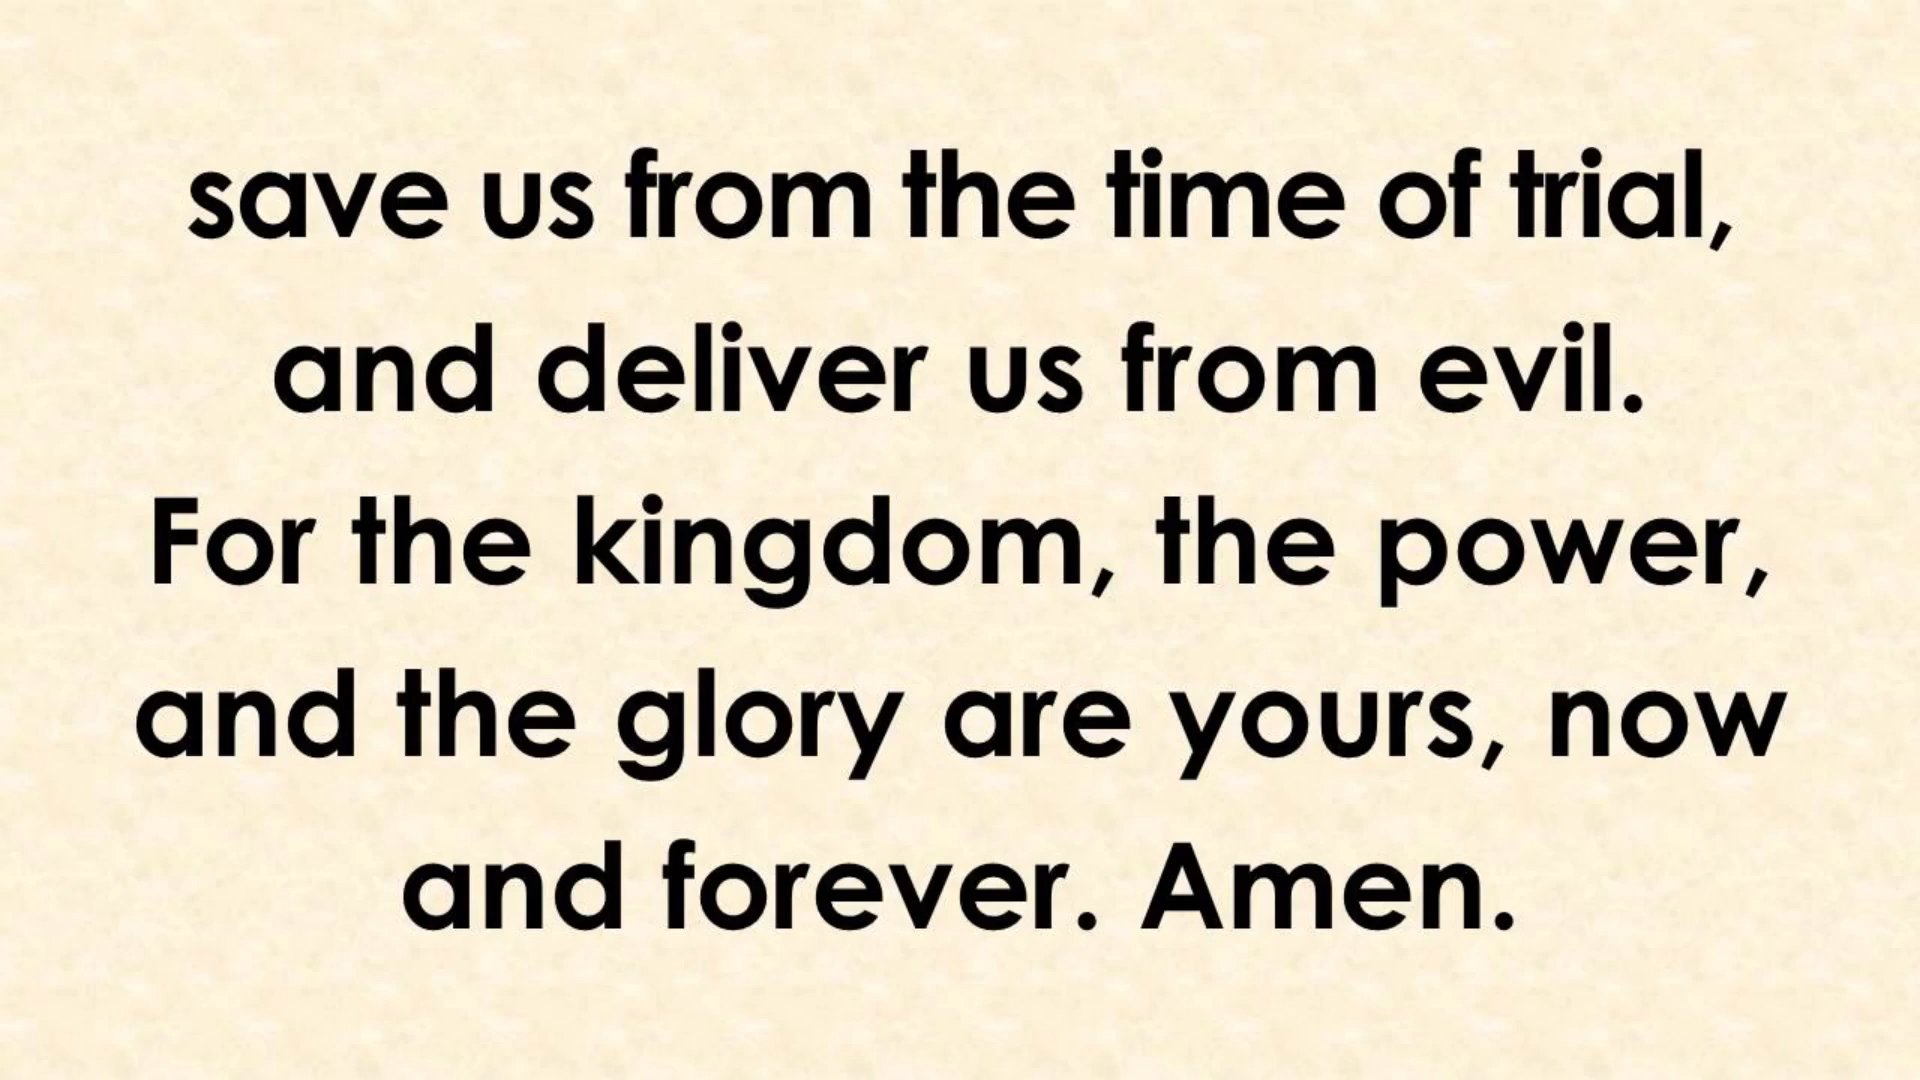 save us from the time of trial,
and deliver us from evil.
For the kingdom, the power,
and the glory are yours, now
and forever. Amen.